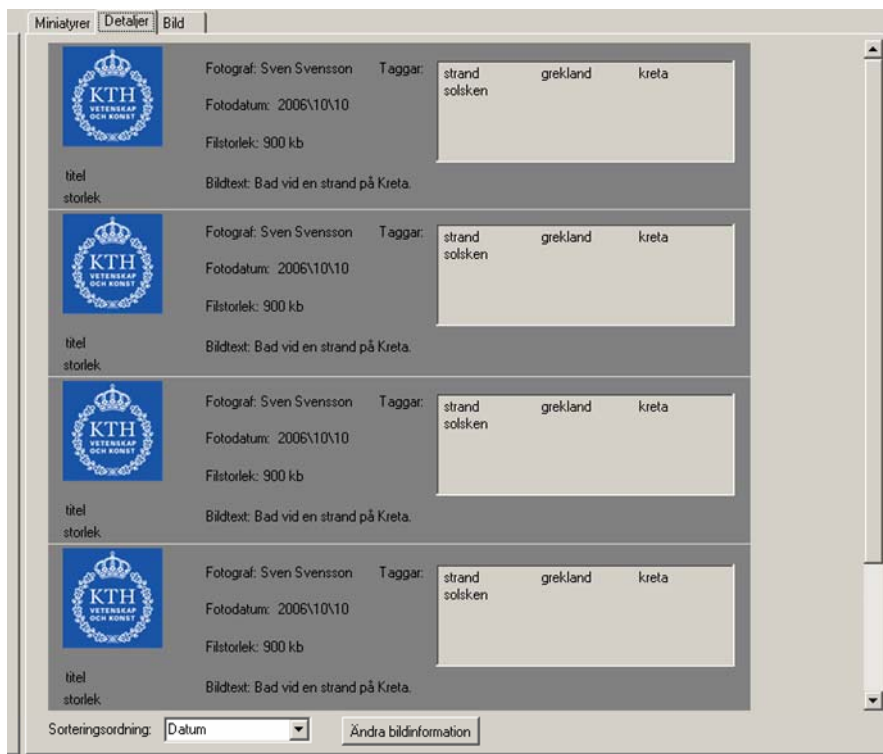 Miniatyrer Detaljer Bild
KTH
VETENSKAP
OCH KONST
Fotograf: Sven Svensson Taggar: strand grekland kreta
solsken
Fotodatum: 2006\10\10
Filstorlek: 900 kb
titel
Bildtext: Bad vid en strand på Kreta.
storlek
KTH
VETENSKAP
OCH KONST
Fotograf: Sven Svensson Taggar: strand grekland kreta
solsken
Fotodatum: 2006\10\10
Filstorlek: 900 kb
titel
Bildtext: Bad vid en strand på Kreta.
storlek
KTH
VETENSKAP
OCH KONST
Fotograf: Sven Svensson Taggar: strand grekland kreta
solsken
Fotodatum: 2006\10\10
Filstorlek: 900 kb
titel
Bildtext: Bad vid en strand på Kreta.
storlek
KTH
VETENSKAP
OCH KONST
Fotograf: Sven Svensson Taggar: strand grekland kreta
solsken
Fotodatum: 2006\10\10
Filstorlek: 900 kb
titel
Bildtext: Bad vid en strand på Kreta.
storlek
Sorteringsordning: Datum Ändra bildinformation